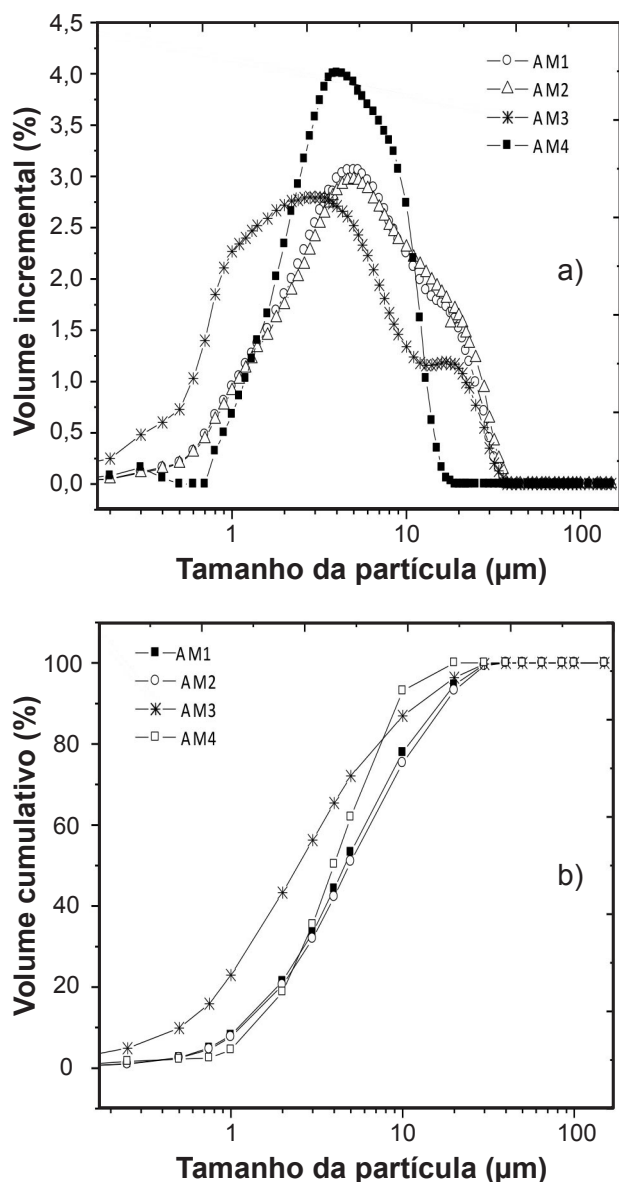 4,5
4,0
3,5
3,0
2,5
2,0
1,5
1,0
0,5
0,0
Volume incremental (%)
AM1
AM2
AM3
AM4
a)
1 10 100
Tamanho da partícula (µm)
100
80
60
40
20
0
Volume cumulativo (%)
AM1
AM2
AM3
AM4
b)
1 10 100
Tamanho da partícula (µm)